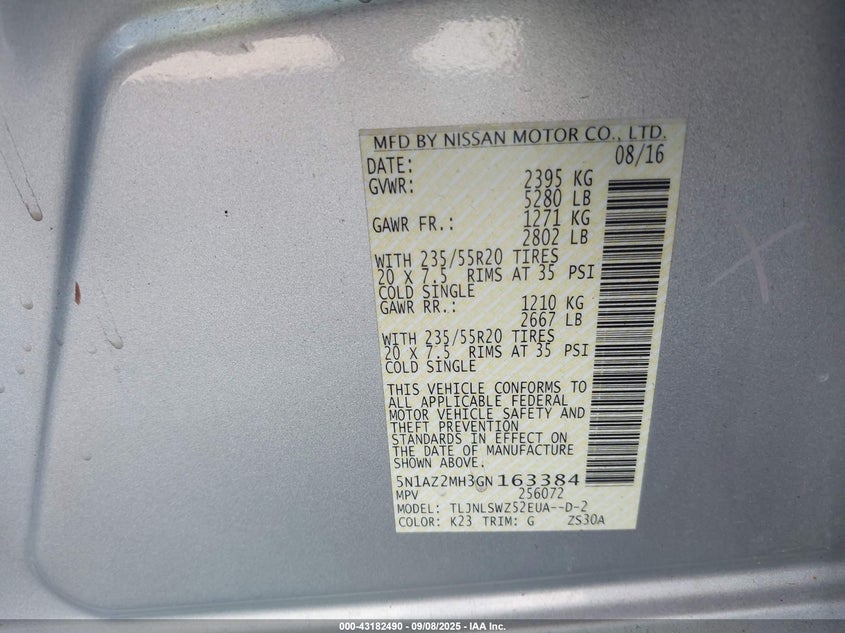 MFD BY NISSAN MOTOR CO., LTD.
DATE: 08/16
GVWR: 2395 KG
5280 LB
GAWR FR.: 1271 KG
2802 LB
WITH 235/55R20 TIRES
20 X 7.5 RIMS AT 35 PSI
COLD SINGLE
GAWR RR.: 1210 KG
2667 LB
WITH 235/55R20 TIRES
20 X 7.5 RIMS AT 35 PSI
COLD SINGLE
THIS VEHICLE CONFORMS TO
ALL APPLICABLE FEDERAL
MOTOR VEHICLE SAFETY AND
THEFT PREVENTION
STANDARDS IN EFFECT ON
THE DATE OF MANUFACTURE
SHOWN ABOVE.
5N1AZ2MH3GN163384
MPV 256072
MODEL: TLJNLSWZ52EUA--D-2
COLOR: K23 TRIM: G ZS30A
000-43182490 - 09/08/2025 - IAA Inc.